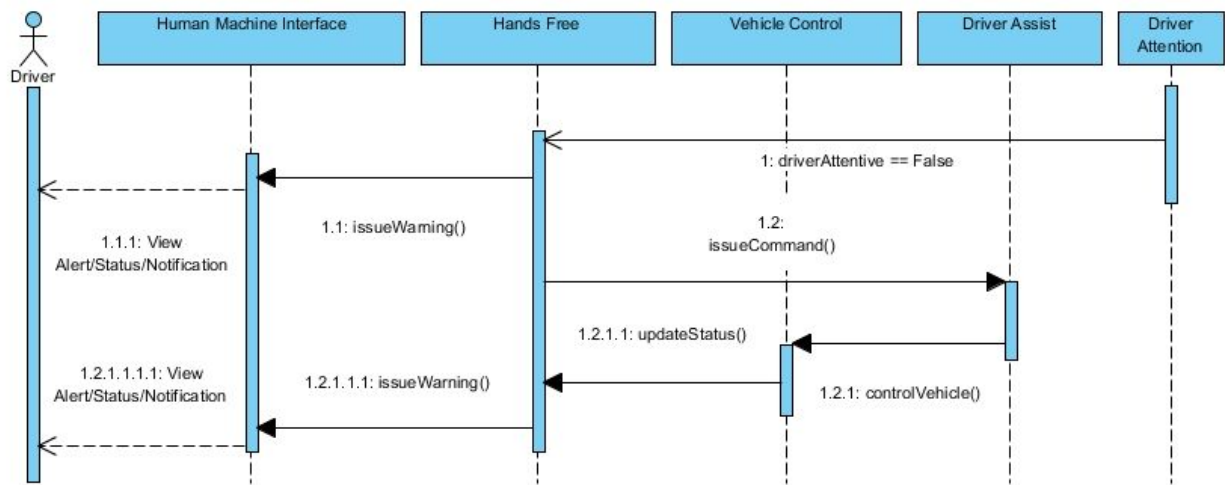 Human Machine Interface
Hands Free
Vehicle Control
Driver Assist
Driver
Attention
Driver
1: driverAttentive == False
1.1: issueWarning()
1.2:
issueCommand()
1.1.1: View
Alert/Status/Notification
1.2.1.1: updateStatus()
1.2.1.1.1.1: View
Alert/Status/Notification
1.2.1.1.1: issueWarning()
1.2.1: controlVehicle()